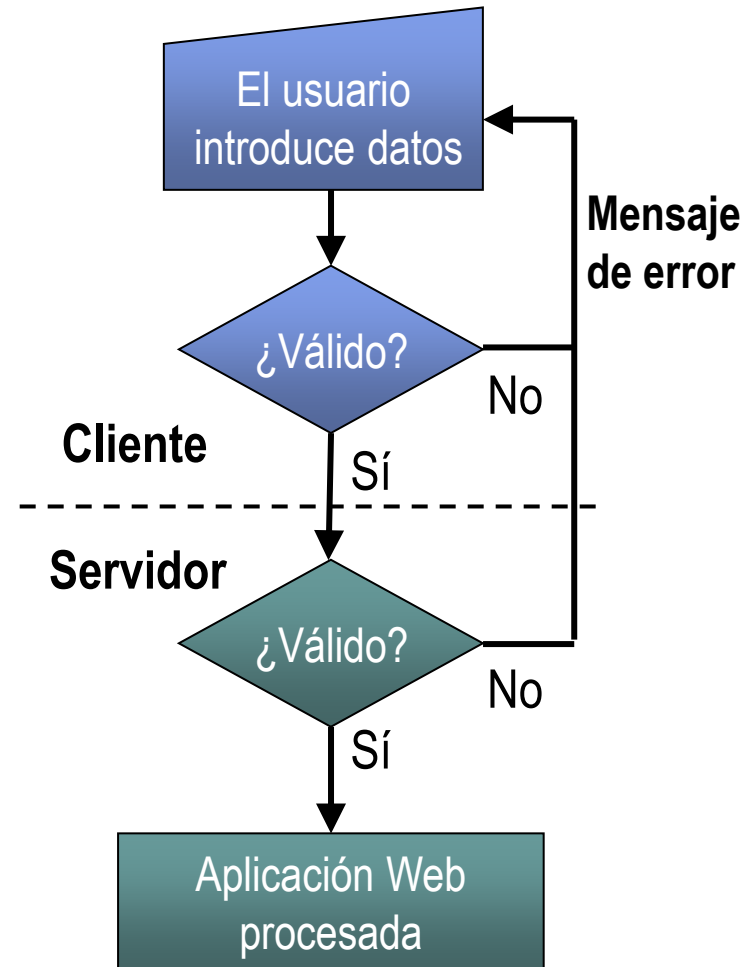 El usuario
introduce datos
Mensaje
de error
¿Válido?
No
Cliente
Sí
Servidor
¿Válido?
No
Sí
Aplicación Web
procesada